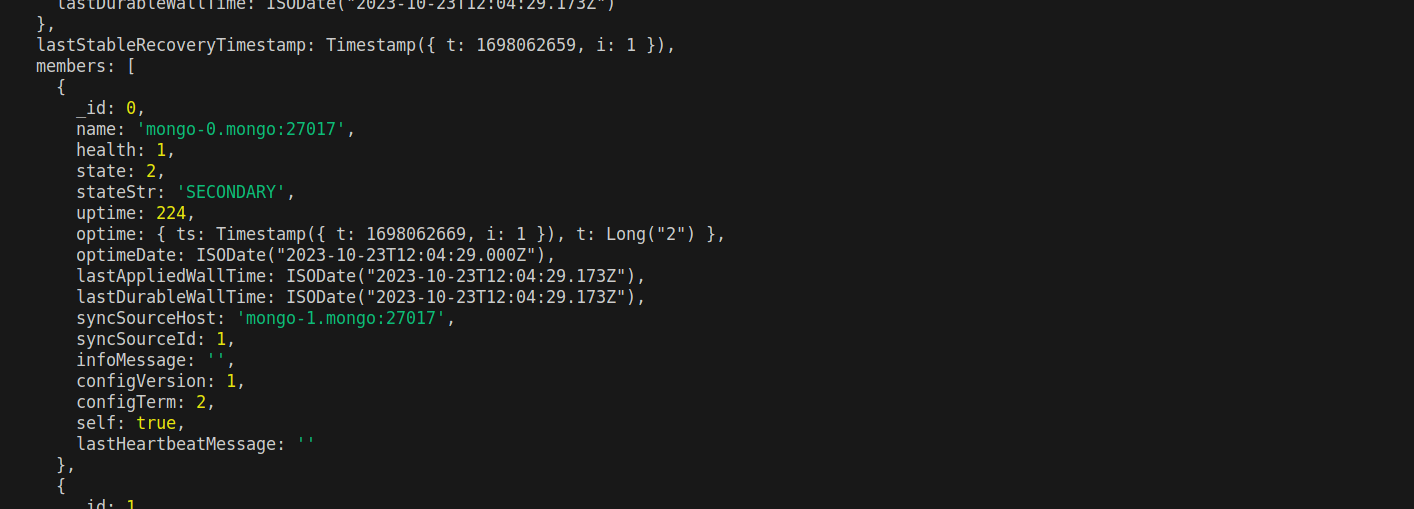 lastDurableWallTime: ISODate("2023-10-23T12:04:29.173Z")
},
lastStableRecoveryTimestamp: Timestamp({ t: 1698062659, i: 1 }),
members: [
{
_id: 0,
name: 'mongo-0.mongo:27017',
health: 1,
state: 2,
stateStr: 'SECONDARY',
uptime: 224,
optime: { ts: Timestamp({ t: 1698062669, i: 1 }), t: Long("2") },
optimeDate: ISODate("2023-10-23T12:04:29.000Z"),
lastAppliedWallTime: ISODate("2023-10-23T12:04:29.173Z"),
lastDurableWallTime: ISODate("2023-10-23T12:04:29.173Z"),
syncSourceHost: 'mongo-1.mongo:27017',
syncSourceId: 1,
infoMessage: '',
configVersion: 1,
configTerm: 2,
self: true,
lastHeartbeatMessage: ''
},
{
_id: 1